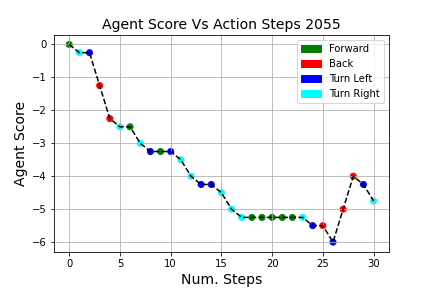 Agent Score Vs Action Steps 2055
Forward
Back
Turn Left
Turn Right
Agent Score
0
−1
−2
−3
−4
−5
−6
0 5 10 15 20 25 30
Num. Steps